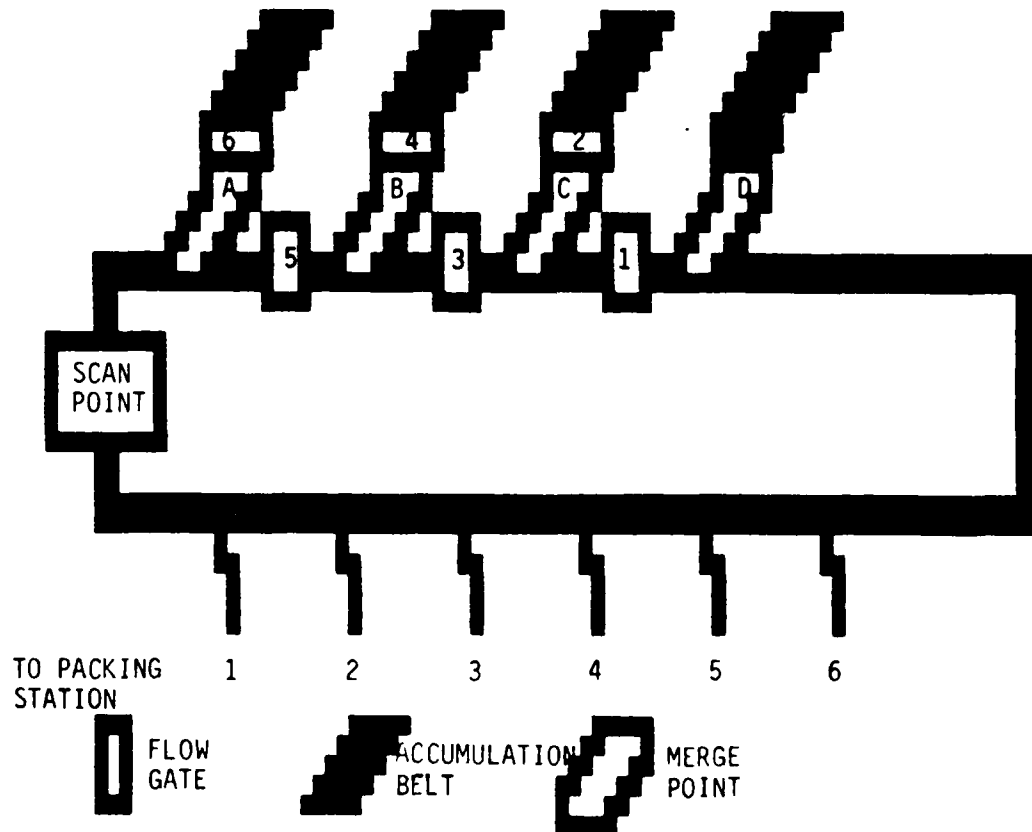 6 4 2
A B C D
5 3 1
SCAN
POINT
TO PACKING 1 2 3 4 5 6
STATION
FLOW
GATE
ACCUMULATION
BELT
MERGE
POINT